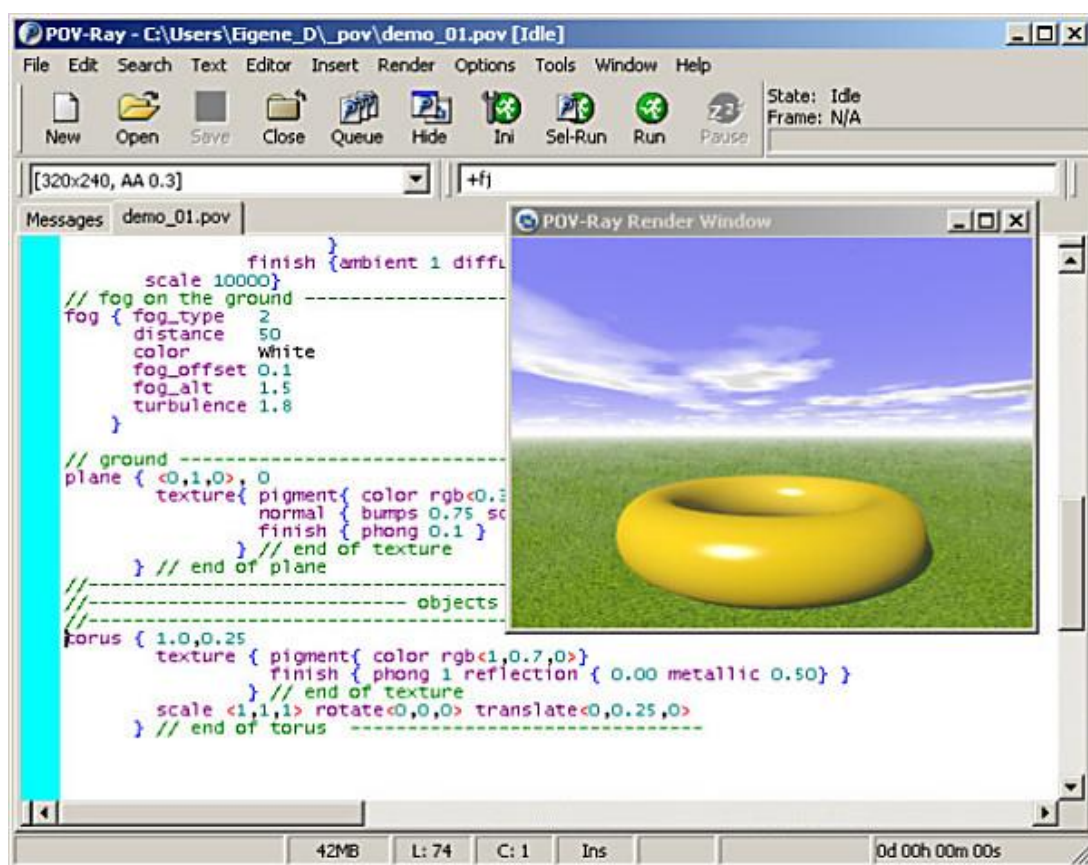 POV-Ray - C:\Users\Eigene_D\_pov\demo_01.pov [Idle]
File Edit Search Text Editor Insert Render Options Tools Window Help
New Open Save Close Queue Hide Ini Sel-Run Run Pause
State: Idle
Frame: N/A
[320x240, AA 0.3]
+fj
Messages demo_01.pov
POV-Ray Render Window
}
finish {ambient 1 diffu
scale 10000}
// fog on the ground --------------------
fog { fog_type 2
distance 50
color White
fog_offset 0.1
fog_alt 1.5
turbulence 1.8
}
// ground --------------------------------
plane { <0,1,0>, 0
texture{ pigment{ color rgb<0.3
normal { bumps 0.75 sc
finish { phong 0.1 }
} // end of texture
} // end of plane
//------------------------------------------
//------------------------------ objects
//------------------------------------------
torus { 1.0,0.25
texture { pigment{ color rgb<1,0.7,0>}
finish { phong 1 reflection { 0.00 metallic 0.50} }
} // end of texture
scale <1,1,1> rotate<0,0,0> translate<0,0.25,0>
} // end of torus -------------------------------
42MB L: 74 C: 1 Ins 0d 00h 00m 00s